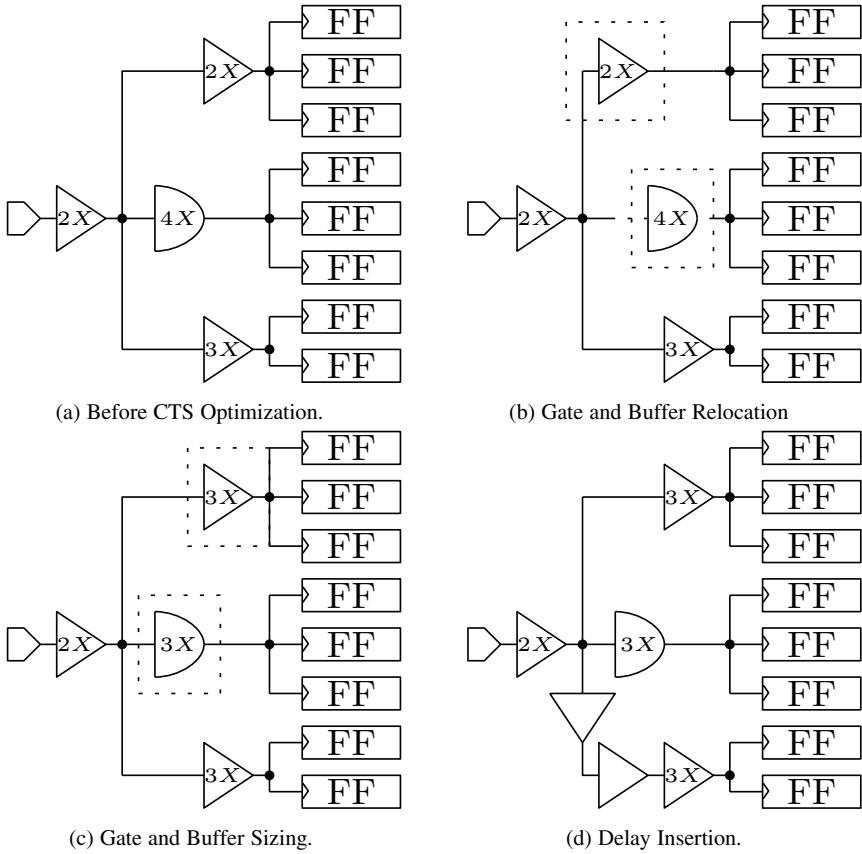 FF FF
2X FF 2X FF
FF FF
FF FF
2X 4X FF 2X 4X FF
FF FF
FF FF
3X FF 3X FF
(a) Before CTS Optimization. (b) Gate and Buffer Relocation
FF FF
3X FF 3X FF
FF FF
FF FF
2X 3X FF 2X 3X FF
FF FF
FF FF
3X FF 3X FF
(c) Gate and Buffer Sizing. (d) Delay Insertion.